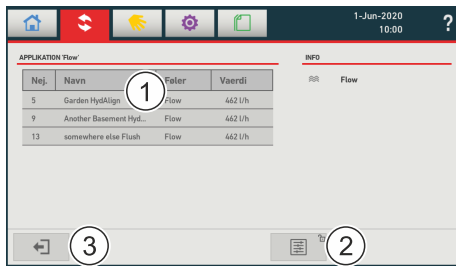 1-Jun-2020
10:00
?
APPLIKATION 'Flow'
INFO
Nej. Navn Føler Vaerdi
Flow
5 Garden HydAlign Flow 462 l/h
9 Another Basement Hyd... Flow 462 l/h
13 somewhere else Flush Flow 462 l/h
1
3
2